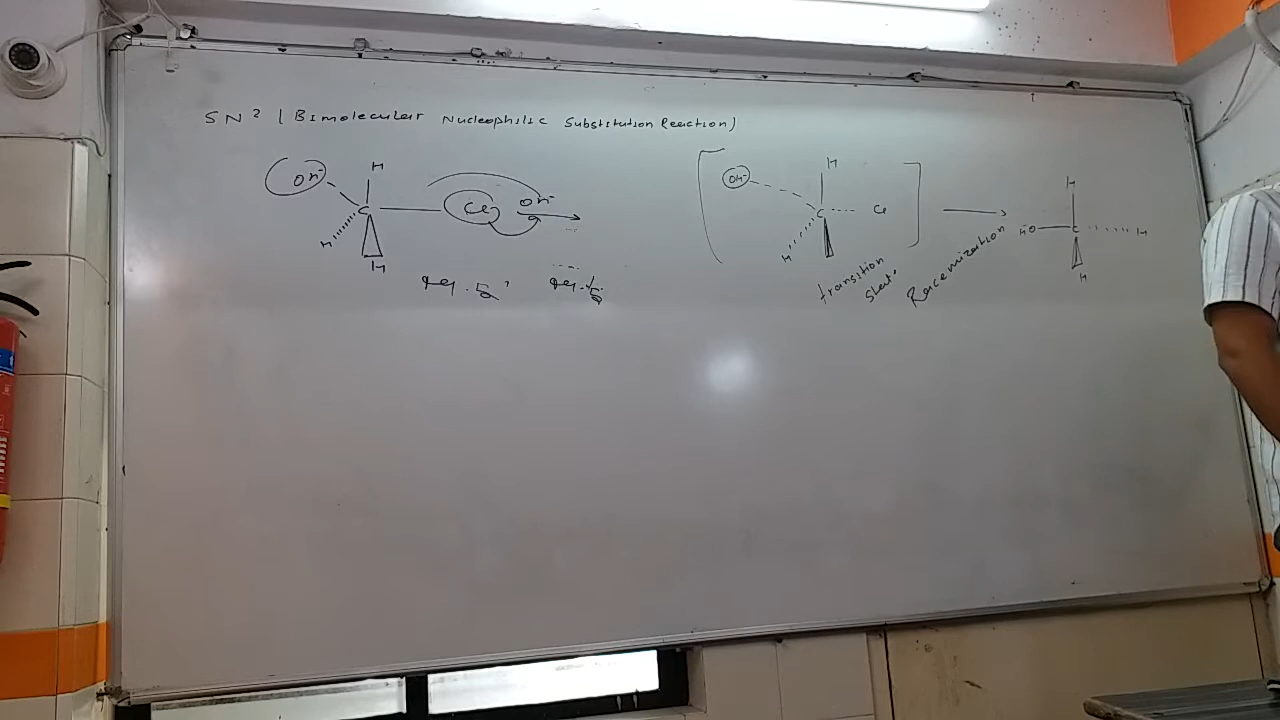 SN2 (Bimolecular Nucleophilic Substitution Reaction)
OH⁻
H
C
Cl
OH⁻
H
H
OH⁻
H
C
Cl
H
transition
state
Racemization
H
HO
C
H
H